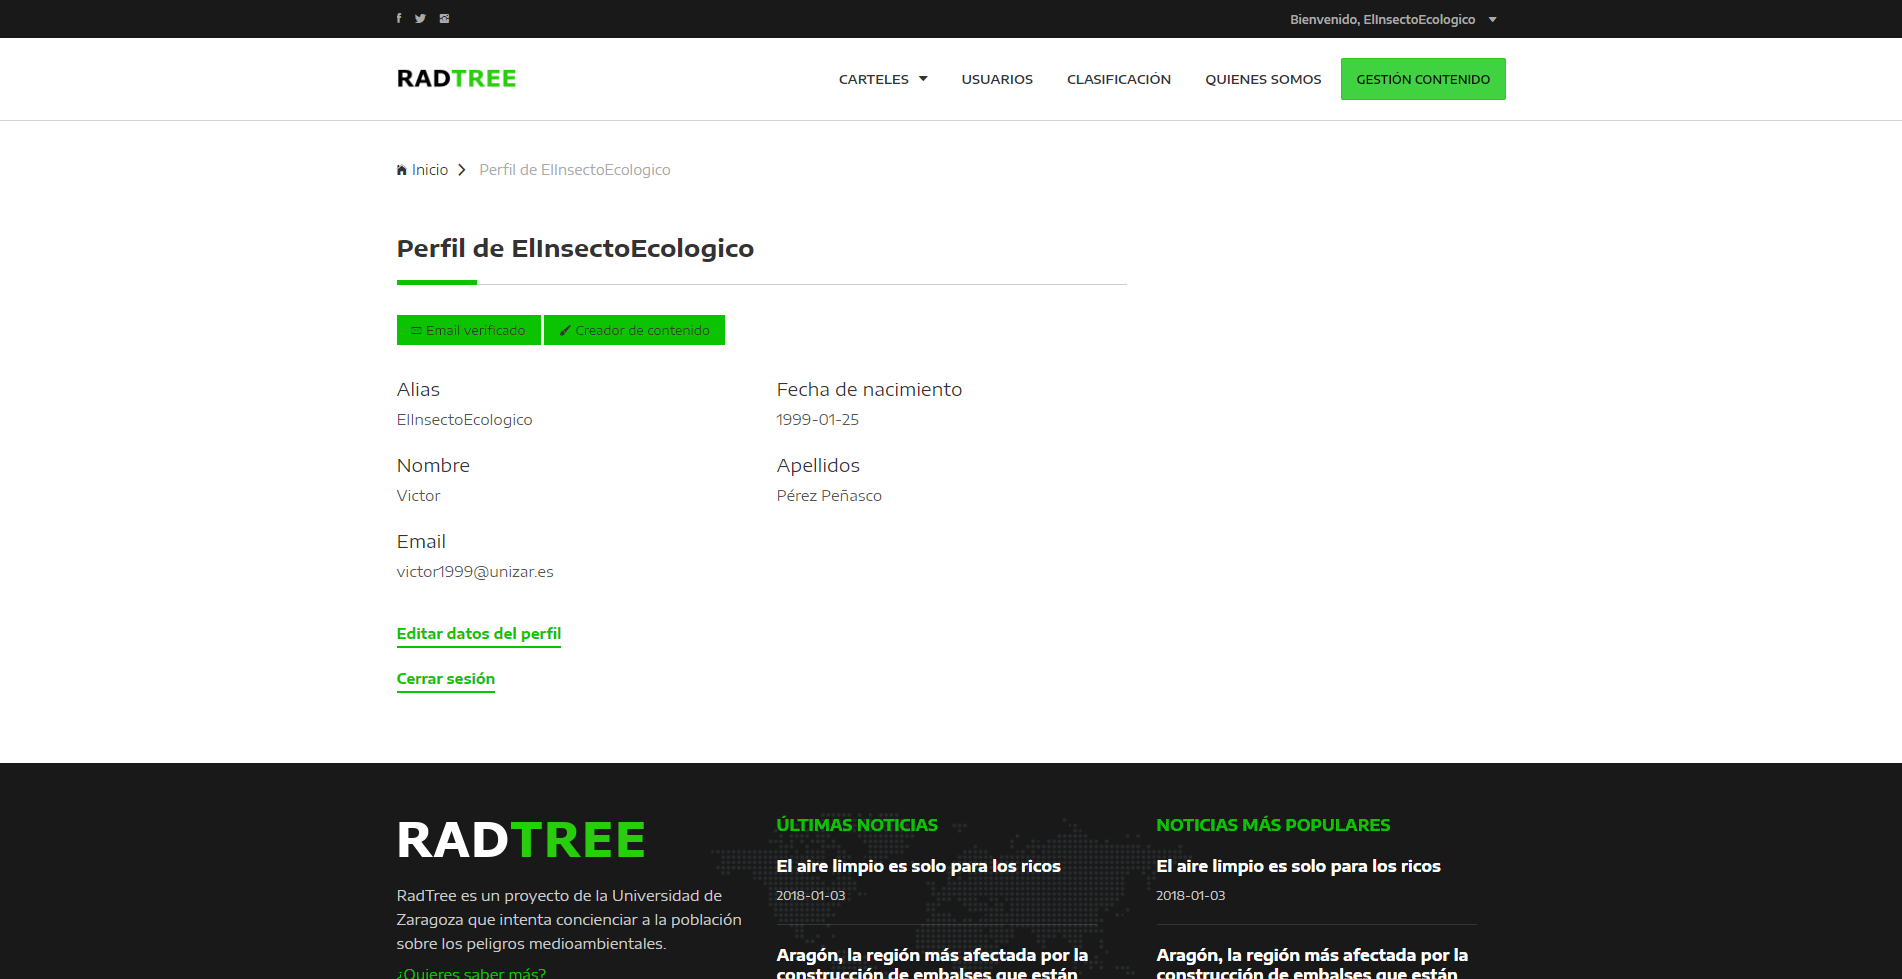 Bienvenido, ElInsectoEcologico
RADTREE
CARTELES
USUARIOS
CLASIFICACIÓN
QUIENES SOMOS
GESTIÓN CONTENIDO
Inicio
Perfil de ElInsectoEcologico
Perfil de ElInsectoEcologico
Email verificado
Creador de contenido
Alias
ElInsectoEcologico
Fecha de nacimiento
1999-01-25
Nombre
Victor
Apellidos
Pérez Peñasco
Email
victor1999@unizar.es
Editar datos del perfil
Cerrar sesión
RADTREE
RadTree es un proyecto de la Universidad de
Zaragoza que intenta concienciar a la población
sobre los peligros medioambientales.
¿Quieres saber más?
ÚLTIMAS NOTICIAS
El aire limpio es solo para los ricos
2018-01-03
Aragón, la región más afectada por la
construcción de embalses que están
NOTICIAS MÁS POPULARES
El aire limpio es solo para los ricos
2018-01-03
Aragón, la región más afectada por la
construcción de embalses que están